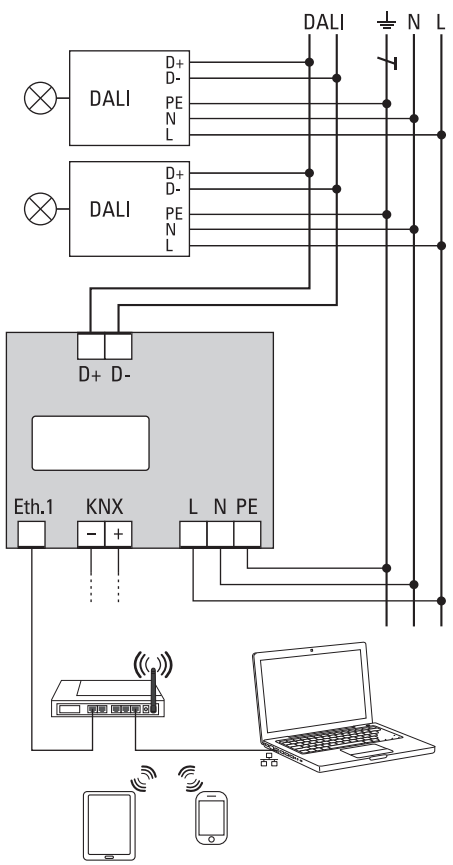 DALI N L
D+
D-
DALI
PE
N
L
D+
D-
DALI
PE
N
L
D+ D-
Eth.1 KNX L N PE
– +